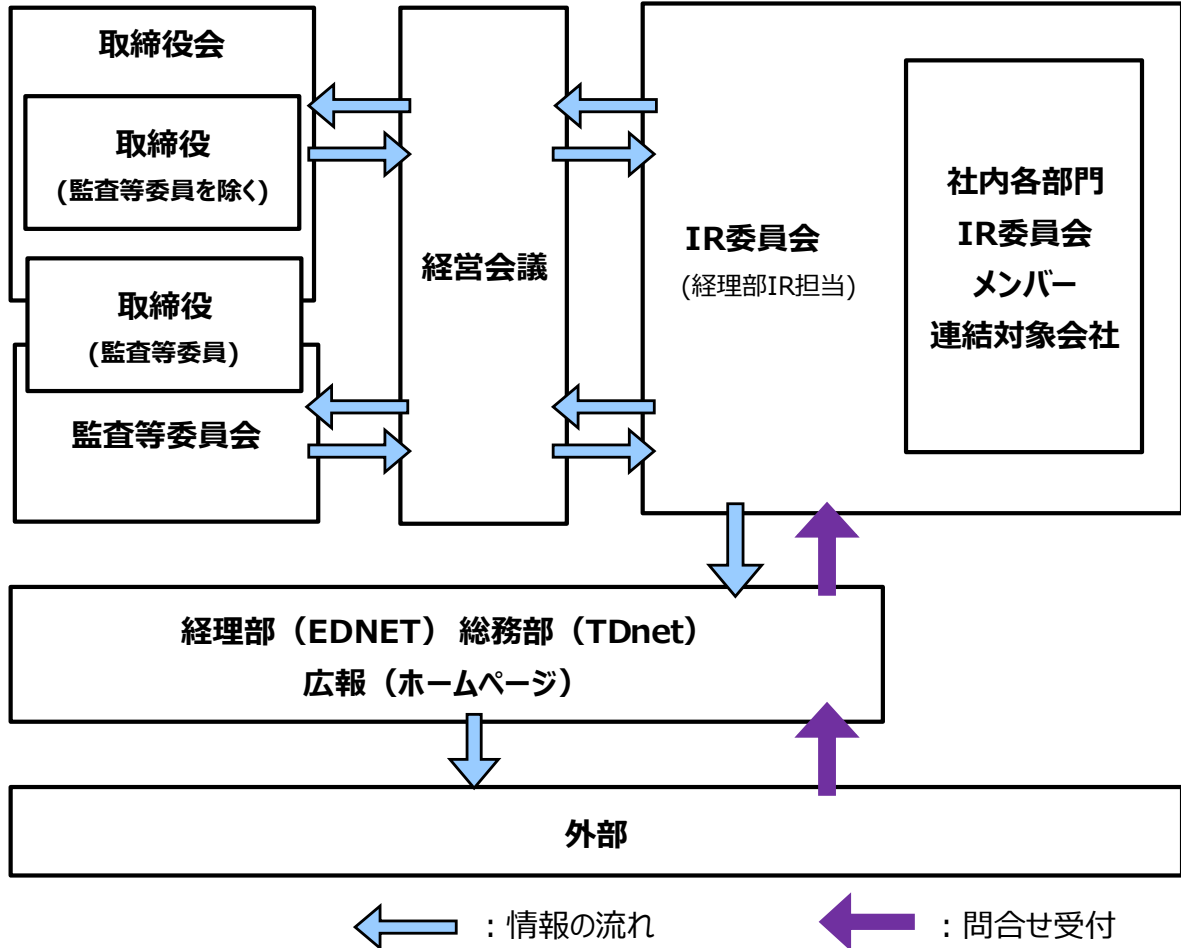 取締役会
取締役
(監査等委員を除く)
取締役
(監査等委員)
監査等委員会
経営会議
IR委員会
(経理部IR担当)
社内各部門
IR委員会
メンバー
連結対象会社
経理部（EDNET） 総務部（TDnet）
広報（ホームページ）
外部
：情報の流れ
：問合せ受付